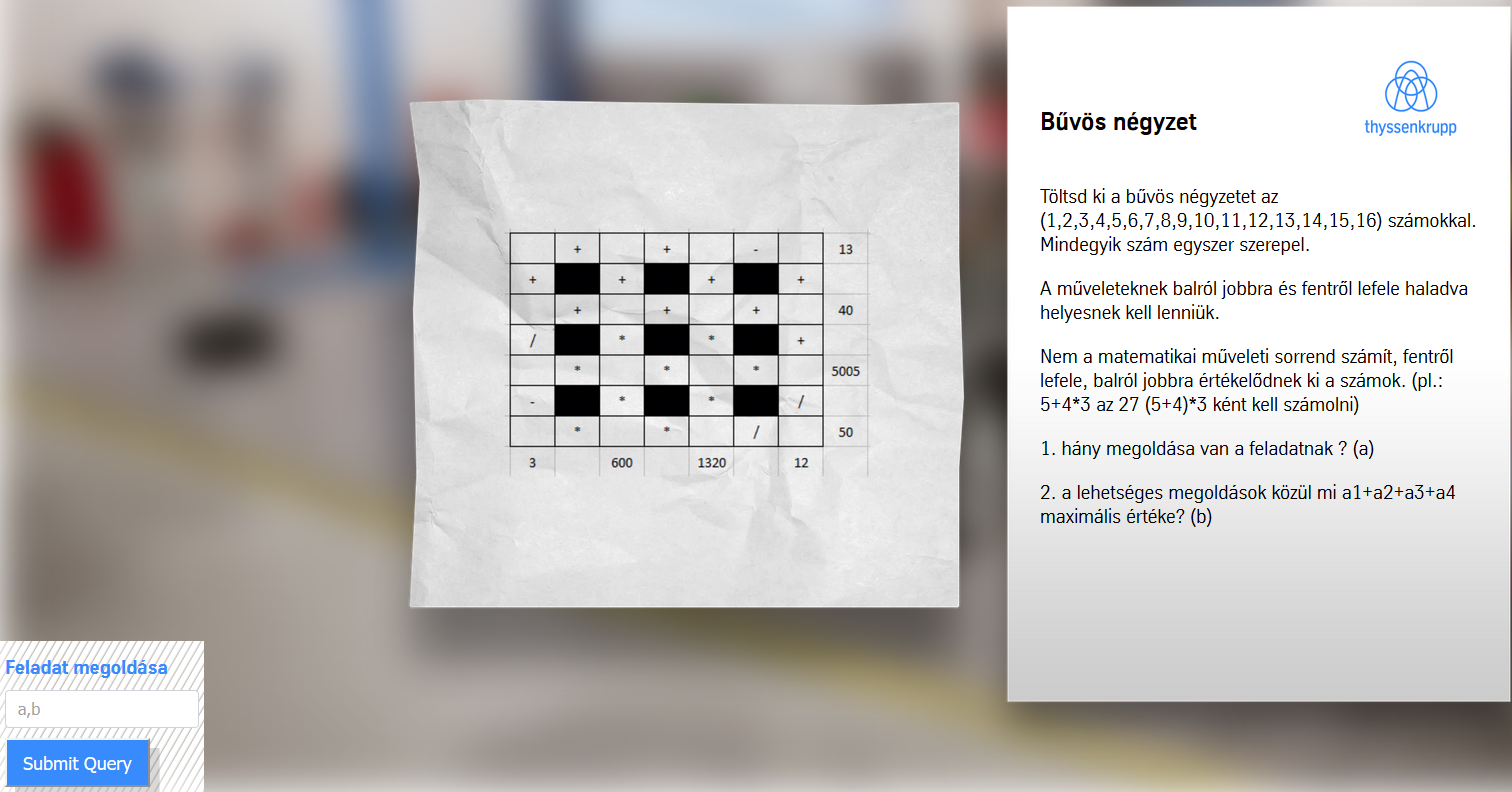 Bűvös négyzet
thyssenkrupp
Töltsd ki a bűvös négyzetet az
(1,2,3,4,5,6,7,8,9,10,11,12,13,14,15,16) számokkal.
Mindegyik szám egyszer szerepel.
A műveleteknek balról jobbra és fentről lefele haladva
helyesnek kell lenniük.
Nem a matematikai műveleti sorrend számít, fentről
lefele, balról jobbra értékelődnek ki a számok. (pl.:
5+4*3 az 27 (5+4)*3 ként kell számolni)
1. hány megoldása van a feladatnak ? (a)
2. a lehetséges megoldások közül mi a1+a2+a3+a4
maximális értéke? (b)
+ + - 13
+ + + +
+ + + 40
/ * * +
* * * 5005
- * * /
* * / 50
3 600 1320 12
Feladat megoldása
a,b
Submit Query